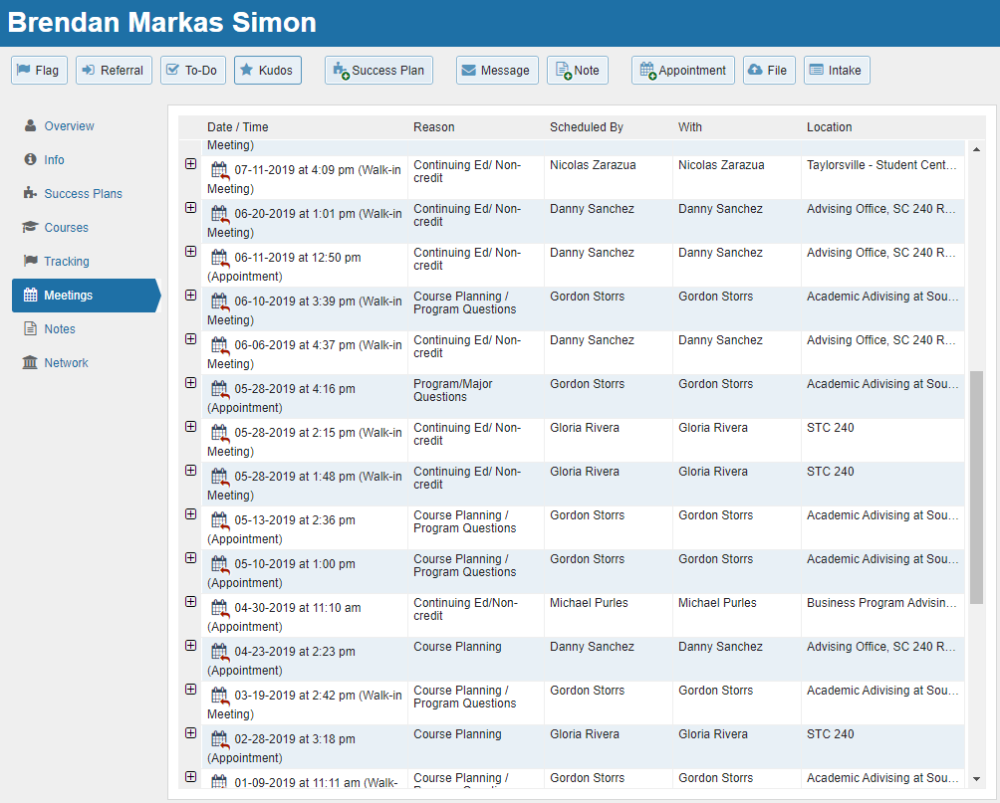 Brendan Markas Simon
Flag Referral To-Do Kudos Success Plan Message Note Appointment File Intake
Overview
Info
Success Plans
Courses
Tracking
Meetings
Notes
Network
Date / Time Reason Scheduled By With Location
Meeting)
07-11-2019 at 4:09 pm (Walk-in Continuing Ed/ Non- Nicolas Zarazua Nicolas Zarazua Taylorsville - Student Cent...
Meeting) credit
06-20-2019 at 1:01 pm (Walk-in Continuing Ed/ Non- Danny Sanchez Danny Sanchez Advising Office, SC 240 R...
Meeting) credit
06-11-2019 at 12:50 pm Continuing Ed/ Non- Danny Sanchez Danny Sanchez Advising Office, SC 240 R...
(Appointment) credit
06-10-2019 at 3:39 pm (Walk-in Course Planning / Gordon Storrs Gordon Storrs Academic Adivising at Sou...
Meeting) Program Questions
06-06-2019 at 4:37 pm (Walk-in Continuing Ed/ Non- Danny Sanchez Danny Sanchez Advising Office, SC 240 R...
Meeting) credit
05-28-2019 at 4:16 pm Program/Major Gordon Storrs Gordon Storrs Academic Adivising at Sou...
(Appointment) Questions
05-28-2019 at 2:15 pm (Walk-in Continuing Ed/ Non- Gloria Rivera Gloria Rivera STC 240
Meeting) credit
05-28-2019 at 1:48 pm (Walk-in Continuing Ed/ Non- Gloria Rivera Gloria Rivera STC 240
Meeting) credit
05-13-2019 at 2:36 pm Course Planning / Gordon Storrs Gordon Storrs Academic Adivising at Sou...
(Appointment) Program Questions
05-10-2019 at 1:00 pm Course Planning / Gordon Storrs Gordon Storrs Academic Adivising at Sou...
(Appointment) Program Questions
04-30-2019 at 11:10 am Continuing Ed/Non- Michael Purles Michael Purles Business Program Advisin...
(Appointment) credit
04-23-2019 at 2:23 pm Course Planning Danny Sanchez Danny Sanchez Advising Office, SC 240 R...
(Appointment)
03-19-2019 at 2:42 pm (Walk-in Course Planning / Gordon Storrs Gordon Storrs Academic Adivising at Sou...
Meeting) Program Questions
02-28-2019 at 3:18 pm Course Planning Gloria Rivera Gloria Rivera STC 240
(Appointment)
01-09-2019 at 11:11 am (Walk- Course Planning / Gordon Storrs Gordon Storrs Academic Adivising at Sou...